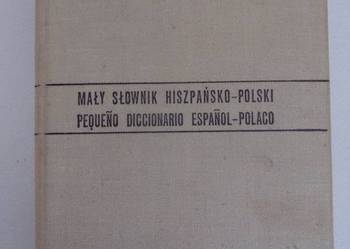 MAŁY SŁOWNIK HISZPAŃSKO-POLSKI
PEQUEÑO DICCIONARIO ESPAÑOL-POLACO